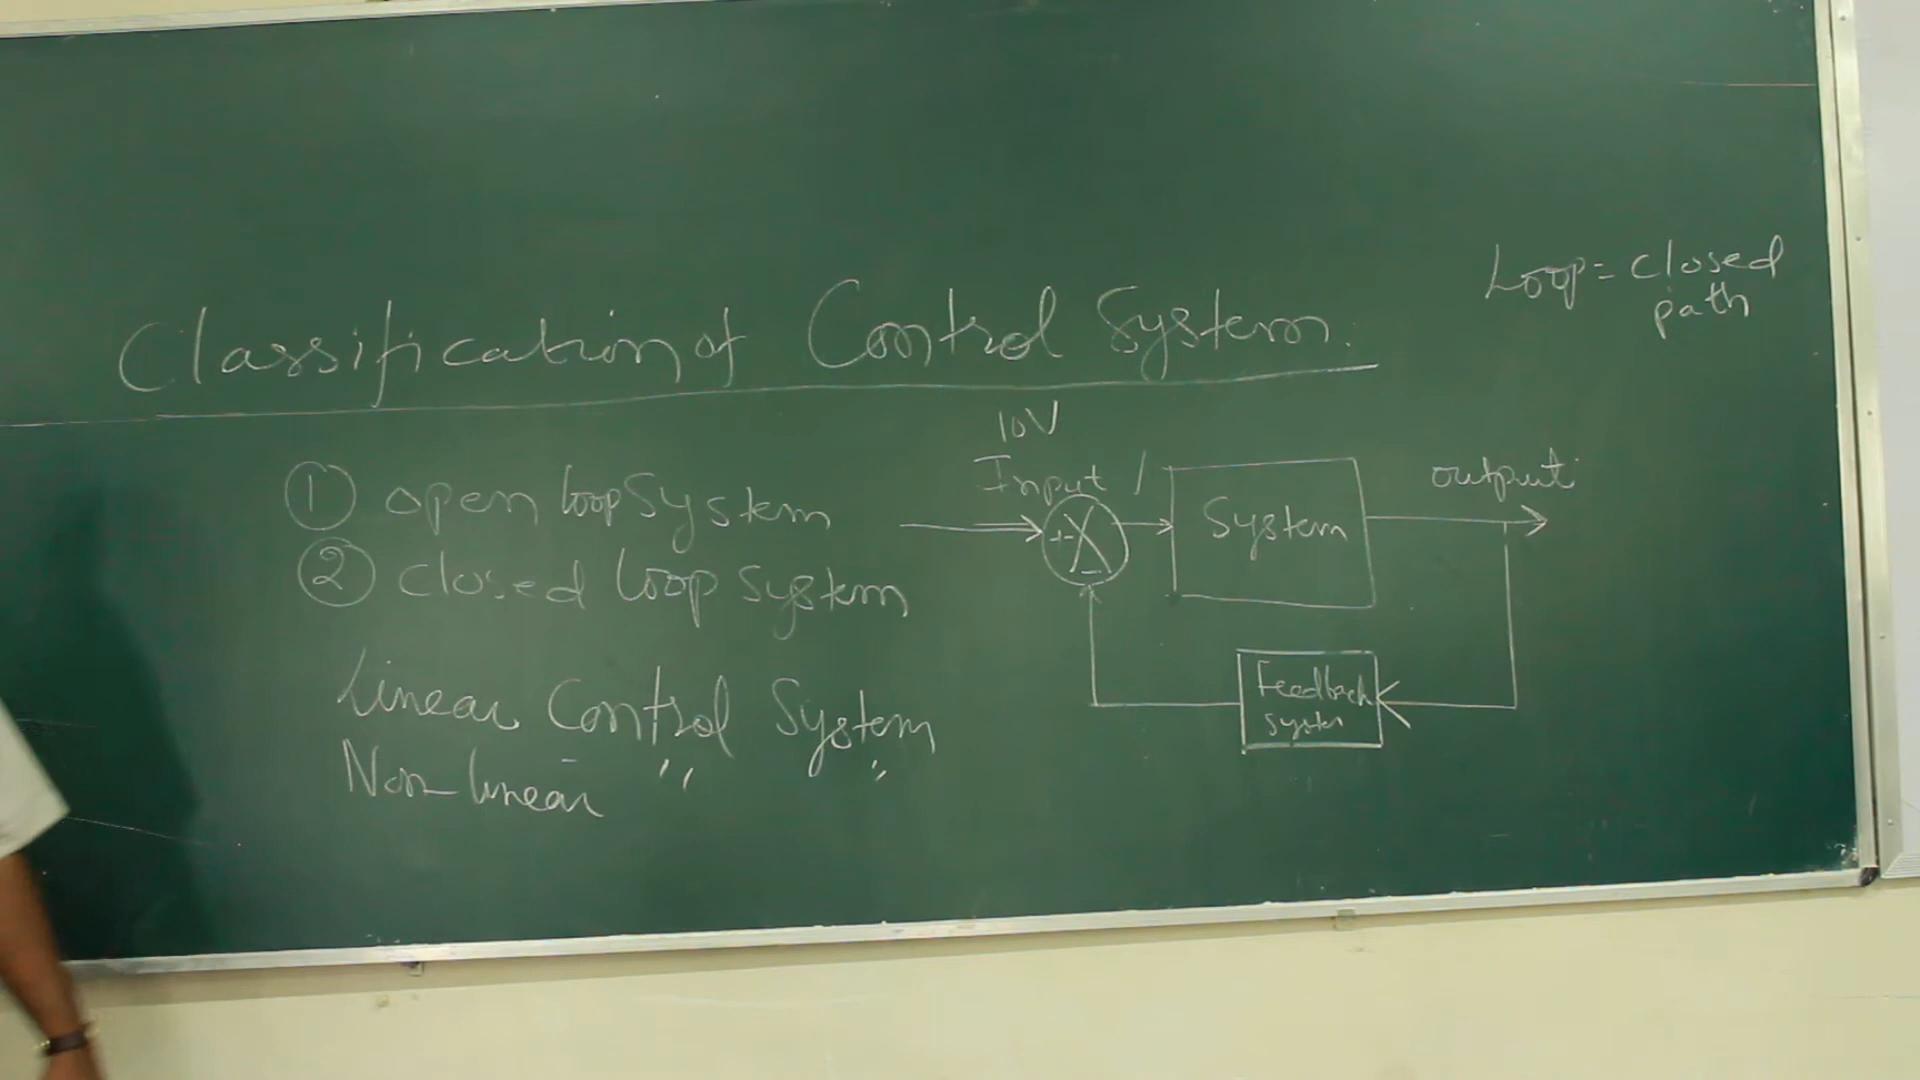 Loop = closed
path
Classification of Control System.
① open loop System
② closed loop system
Linear Control System
Non-linear " "
10V
Input
+
-
System
output
Feedback
system